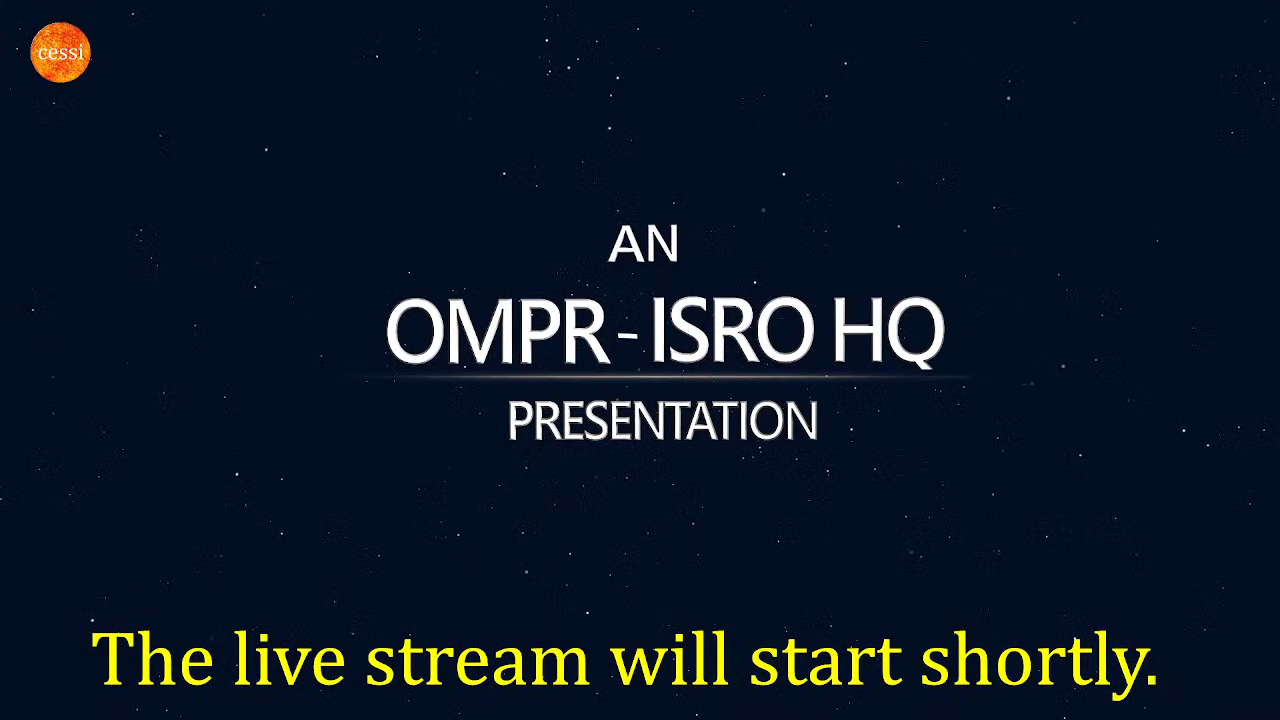 cessi
AN
OMPR - ISRO HQ
PRESENTATION
The live stream will start shortly.